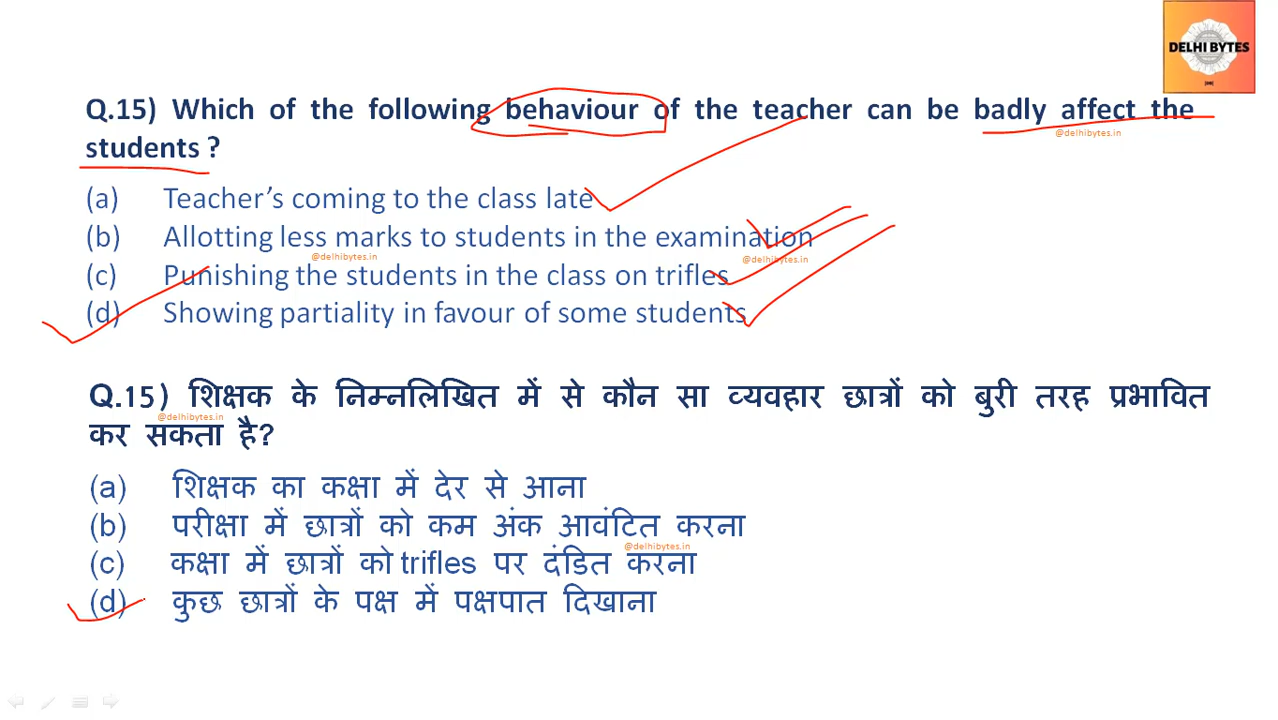 DELHI BYTES
Q.15) Which of the following behaviour of the teacher can be badly affect the
@delhibytes.in
students ?
(a) Teacher's coming to the class late
(b) Allotting less marks to students in the examination
@delhibytes.in
@delhibytes.in
(c) Punishing the students in the class on trifles
(d) Showing partiality in favour of some students
Q.15) शिक्षक के निम्नलिखित में से कौन सा व्यवहार छात्रों को बुरी तरह प्रभावित
@delhibytes.in
कर सकता है?
(a) शिक्षक का कक्षा में देर से आना
(b) परीक्षा में छात्रों को कम अंक आवंटित करना
@delhibytes.in
(c) कक्षा में छात्रों को trifles पर दंडित करना
(d) कुछ छात्रों के पक्ष में पक्षपात दिखाना